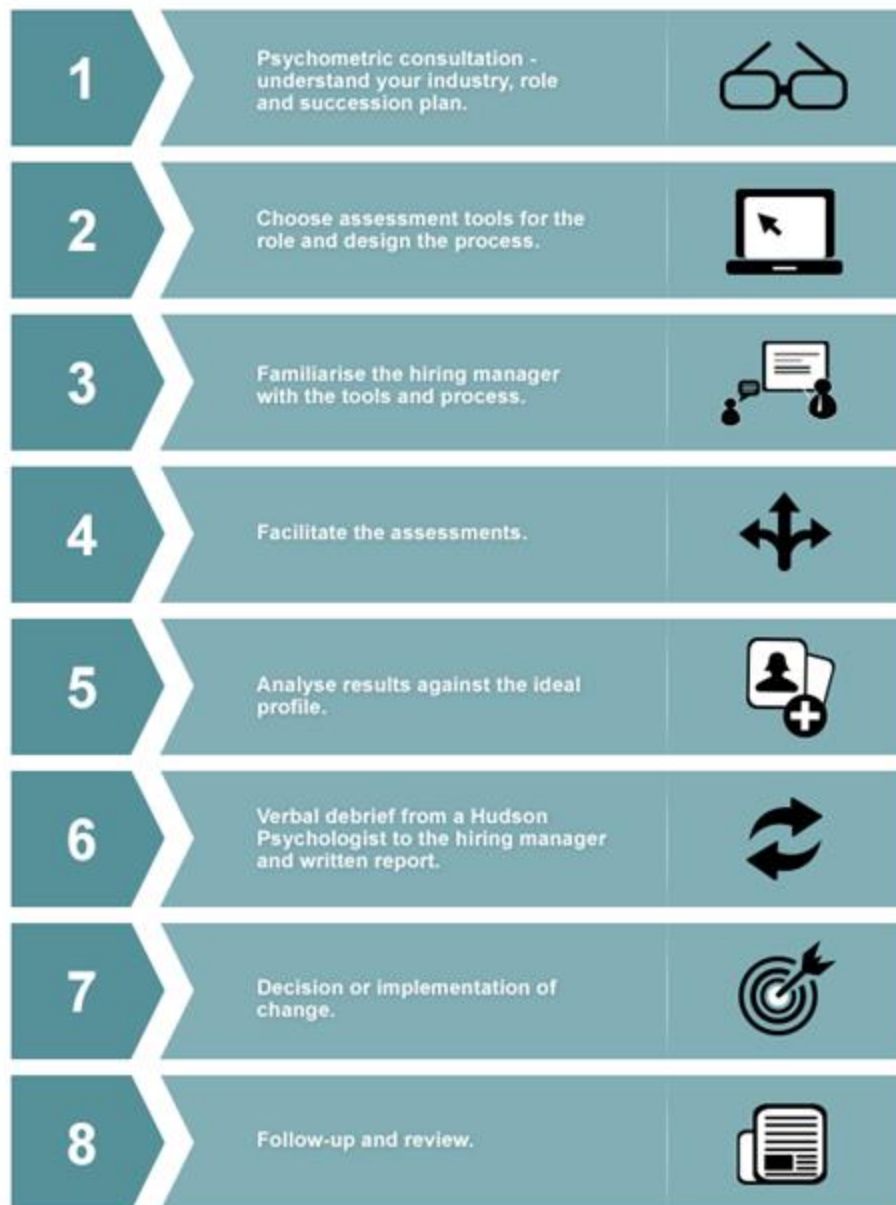 1
Psychometric consultation -
understand your industry, role
and succession plan.
2
Choose assessment tools for the
role and design the process.
3
Familiarise the hiring manager
with the tools and process.
4
Facilitate the assessments.
5
Analyse results against the ideal
profile.
6
Verbal debrief from a Hudson
Psychologist to the hiring manager
and written report.
7
Decision or implementation of
change.
8
Follow-up and review.